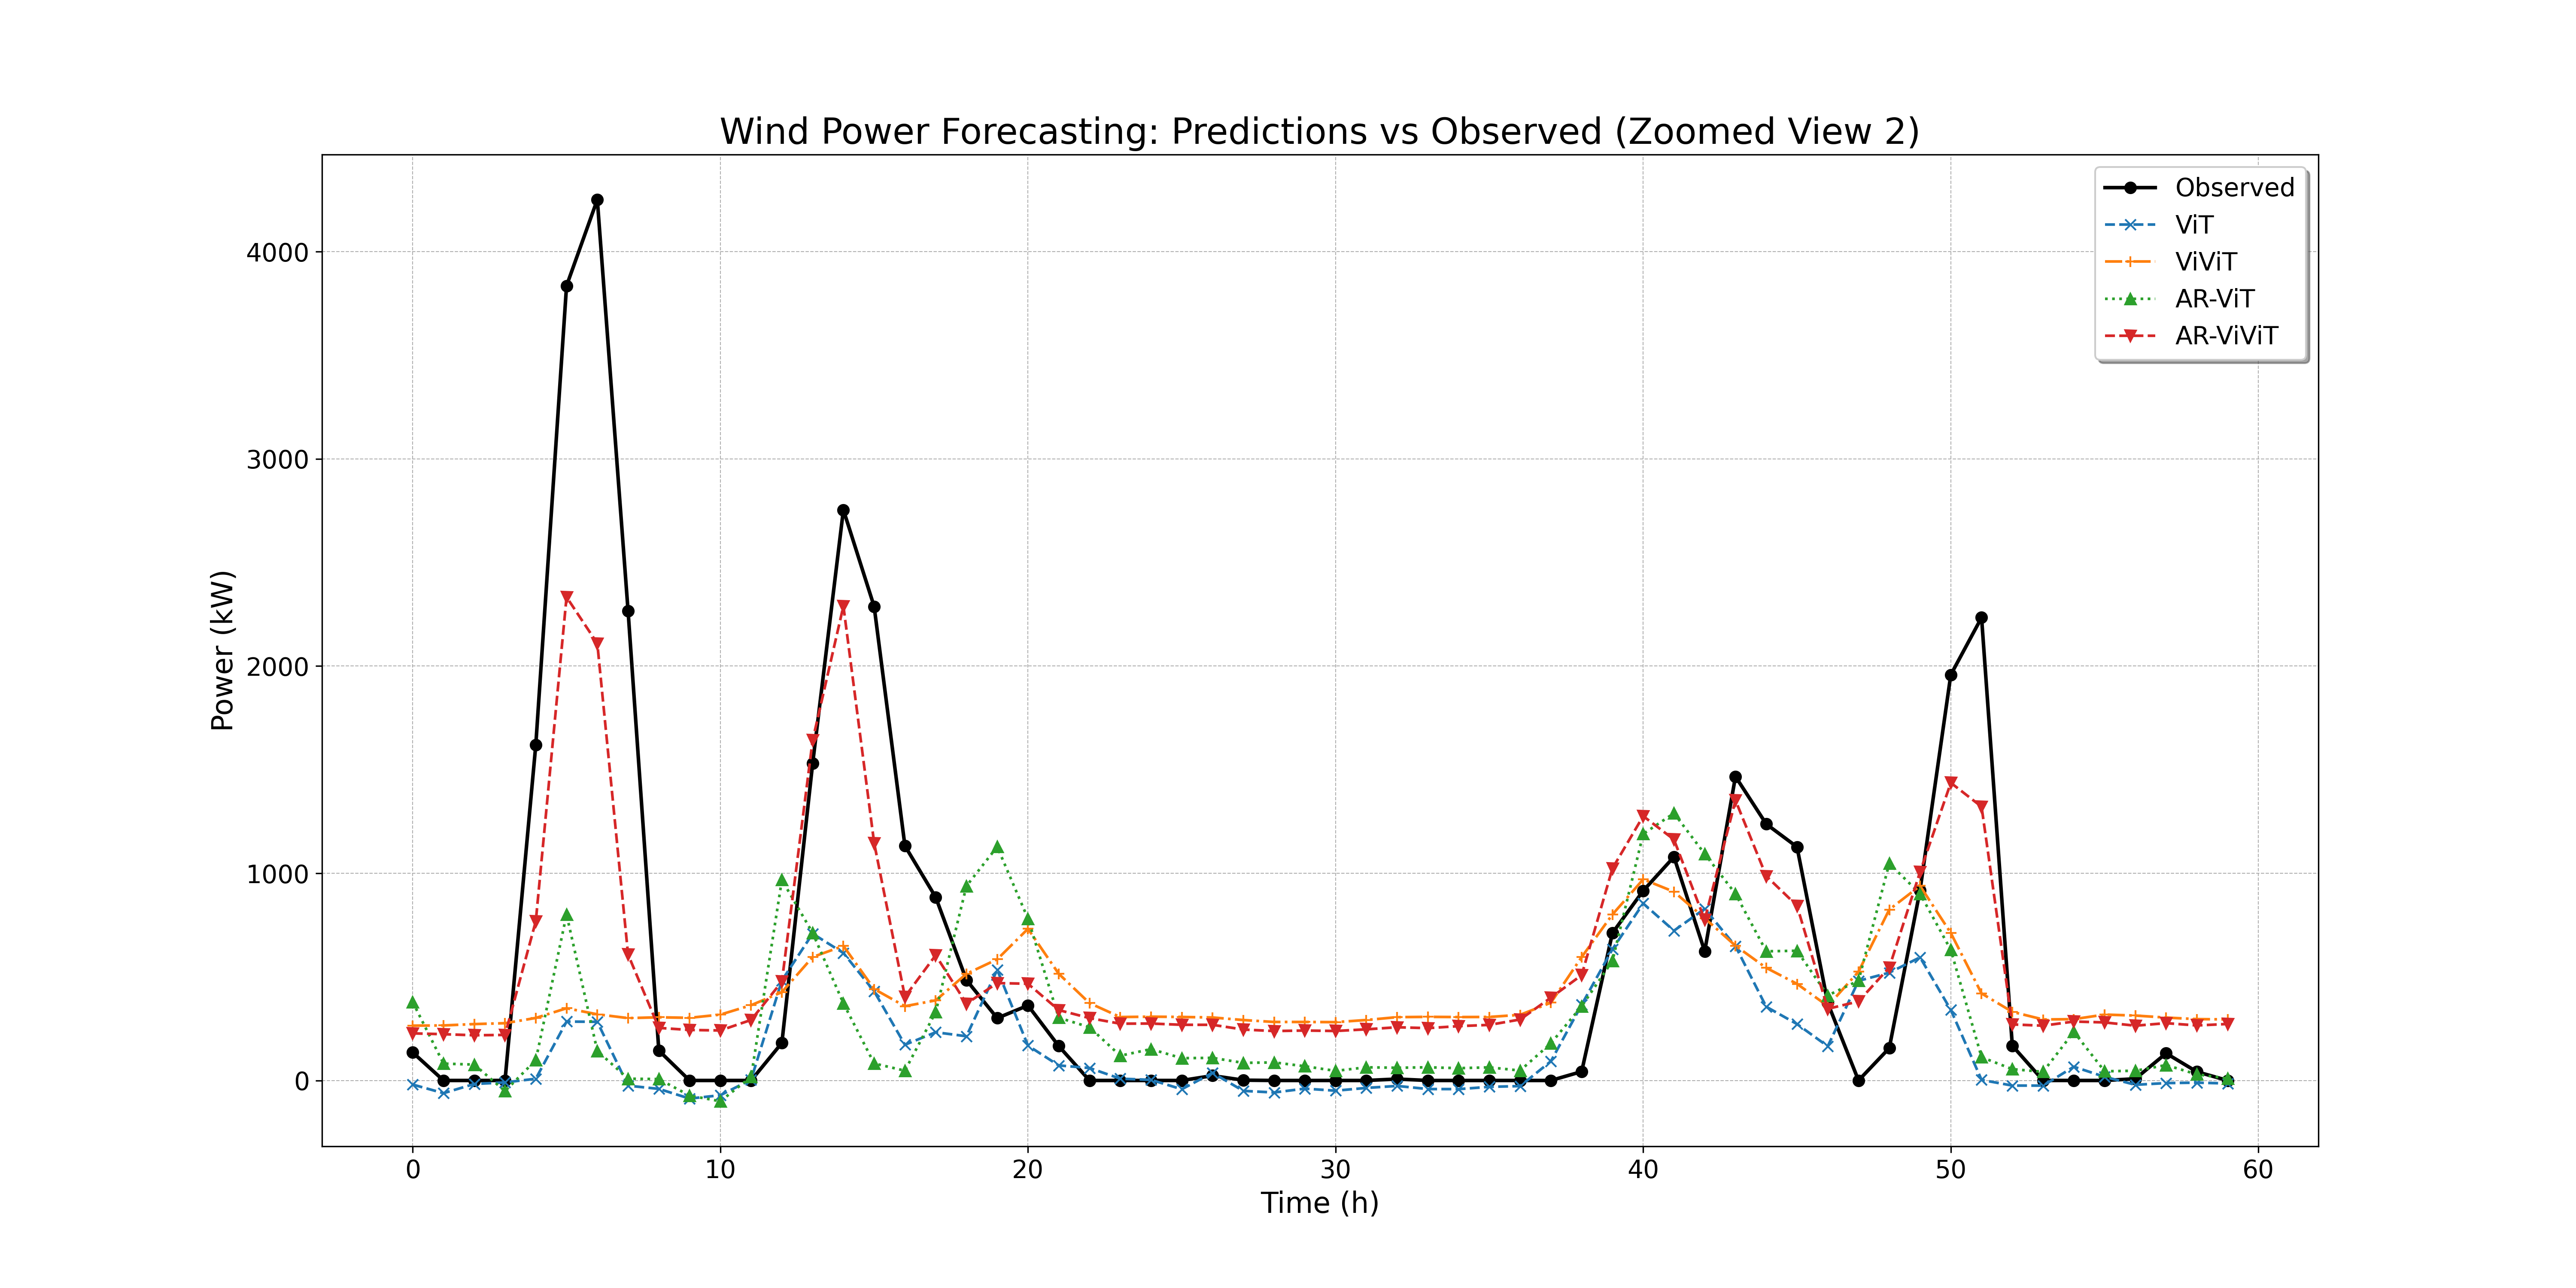 Wind Power Forecasting: Predictions vs Observed (Zoomed View 2)
Observed
ViT
ViViT
AR-ViT
AR-ViViT
Power (kW)
4000
3000
2000
1000
0
0 10 20 30 40 50 60
Time (h)